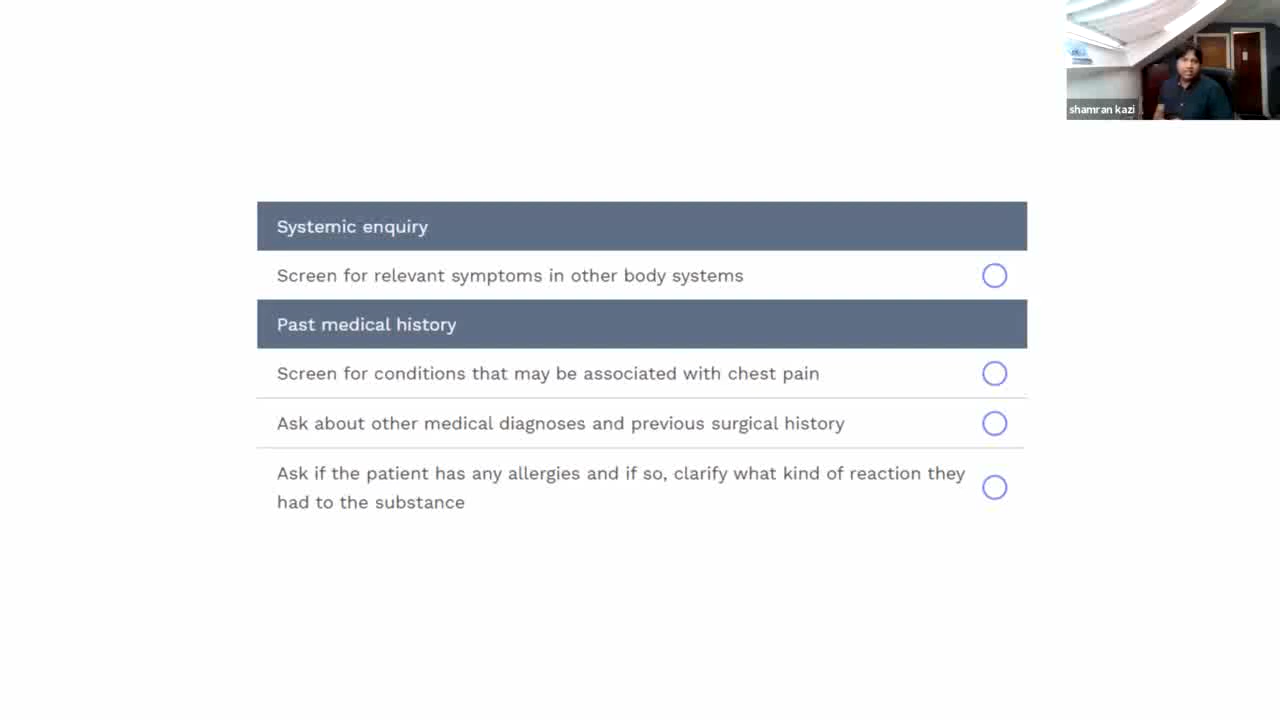 shamran kazi
Systemic enquiry
Screen for relevant symptoms in other body systems
Past medical history
Screen for conditions that may be associated with chest pain
Ask about other medical diagnoses and previous surgical history
Ask if the patient has any allergies and if so, clarify what kind of reaction they
had to the substance